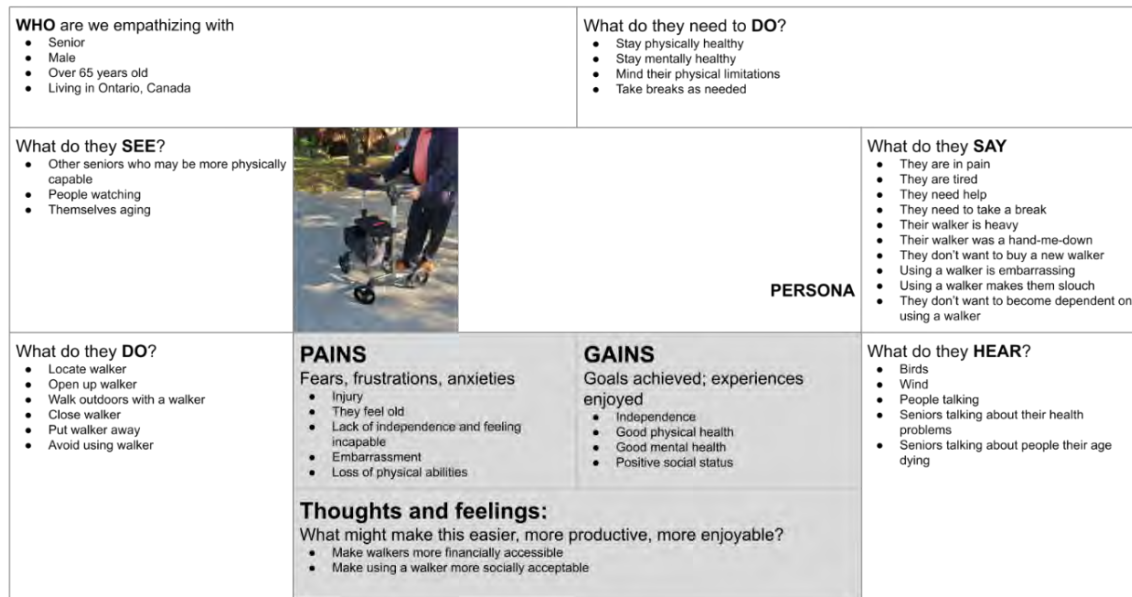 WHO are we empathizing with
Senior
Male
Over 65 years old
Living in Ontario, Canada
What do they need to DO?
Stay physically healthy
Stay mentally healthy
Mind their physical limitations
Take breaks as needed
What do they SEE?
Other seniors who may be more physically
capable
People watching
Themselves aging
PERSONA
What do they SAY
They are in pain
They are tired
They need help
They need to take a break
Their walker is heavy
Their walker was a hand-me-down
They don't want to buy a new walker
Using a walker is embarrassing
Using a walker makes them slouch
They don't want to become dependent on
using a walker
What do they DO?
Locate walker
Open up walker
Walk outdoors with a walker
Close walker
Put walker away
Avoid using walker
PAINS
Fears, frustrations, anxieties
Injury
They feel old
Lack of independence and feeling
incapable
Embarrassment
Loss of physical abilities
GAINS
Goals achieved; experiences
enjoyed
Independence
Good physical health
Good mental health
Positive social status
What do they HEAR?
Birds
Wind
People talking
Seniors talking about their health
problems
Seniors talking about people their age
dying
Thoughts and feelings:
What might make this easier, more productive, more enjoyable?
Make walkers more financially accessible
Make using a walker more socially acceptable